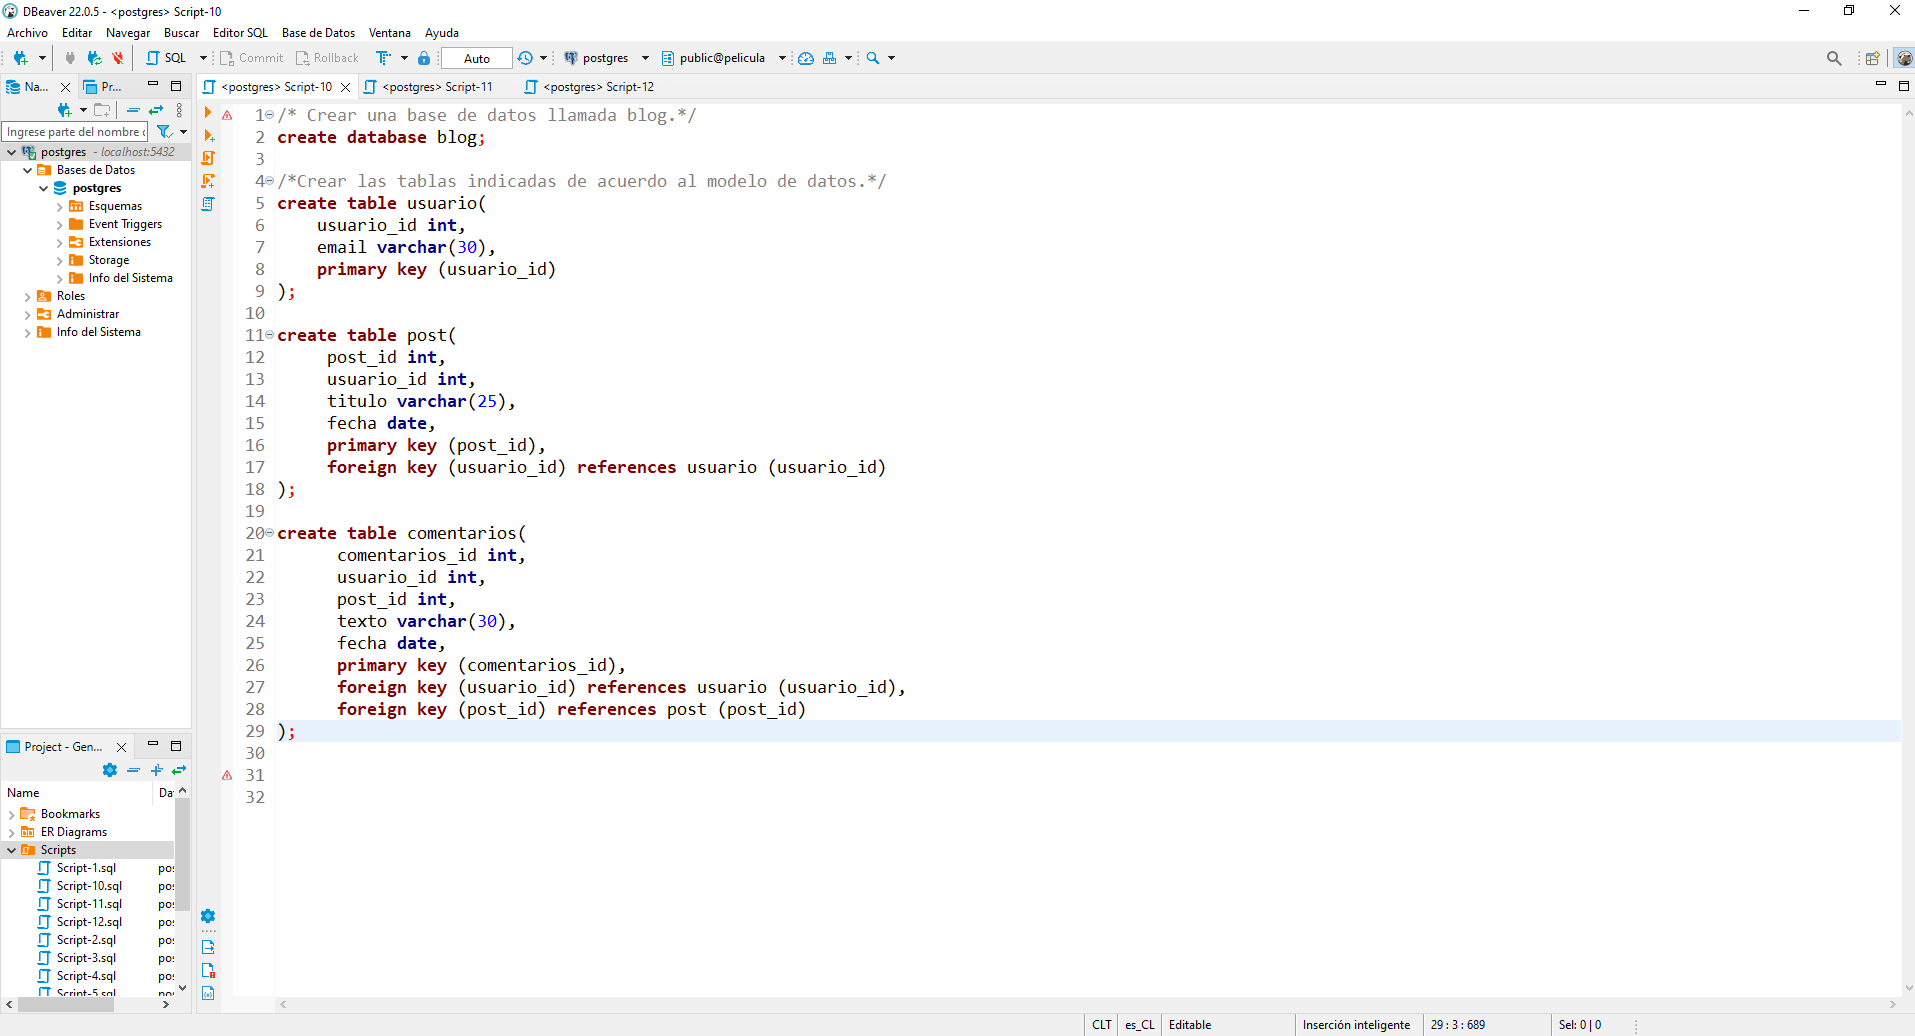 DBeaver 22.0.5 - <postgres> Script-10
Archivo Editar Navegar Buscar Editor SQL Base de Datos Ventana Ayuda
SQL Commit Rollback Auto postgres public@pelicula
Na... Pr... <postgres> Script-10 <postgres> Script-11 <postgres> Script-12
Ingrese parte del nombre
postgres - localhost:5432
Bases de Datos
postgres
Esquemas
Event Triggers
Extensiones
Storage
Info del Sistema
Roles
Administrar
Info del Sistema
1 /* Crear una base de datos llamada blog.*/
2 create database blog;
3
4 /*Crear las tablas indicadas de acuerdo al modelo de datos.*/
5 create table usuario(
6 usuario_id int,
7 email varchar(30),
8 primary key (usuario_id)
9 );
10
11 create table post(
12 post_id int,
13 usuario_id int,
14 titulo varchar(25),
15 fecha date,
16 primary key (post_id),
17 foreign key (usuario_id) references usuario (usuario_id)
18 );
19
20 create table comentarios(
21 comentarios_id int,
22 usuario_id int,
23 post_id int,
24 texto varchar(30),
25 fecha date,
26 primary key (comentarios_id),
27 foreign key (usuario_id) references usuario (usuario_id),
28 foreign key (post_id) references post (post_id)
29 );
30
31
32
Project - Gen...
Name Da
Bookmarks
ER Diagrams
Scripts
Script-1.sql pos
Script-10.sql pos
Script-11.sql pos
Script-12.sql pos
Script-2.sql pos
Script-3.sql pos
Script-4.sql pos
Script-5.sql pos
CLT es_CL Editable Inserción inteligente 29 : 3 : 689 Sel: 0 | 0